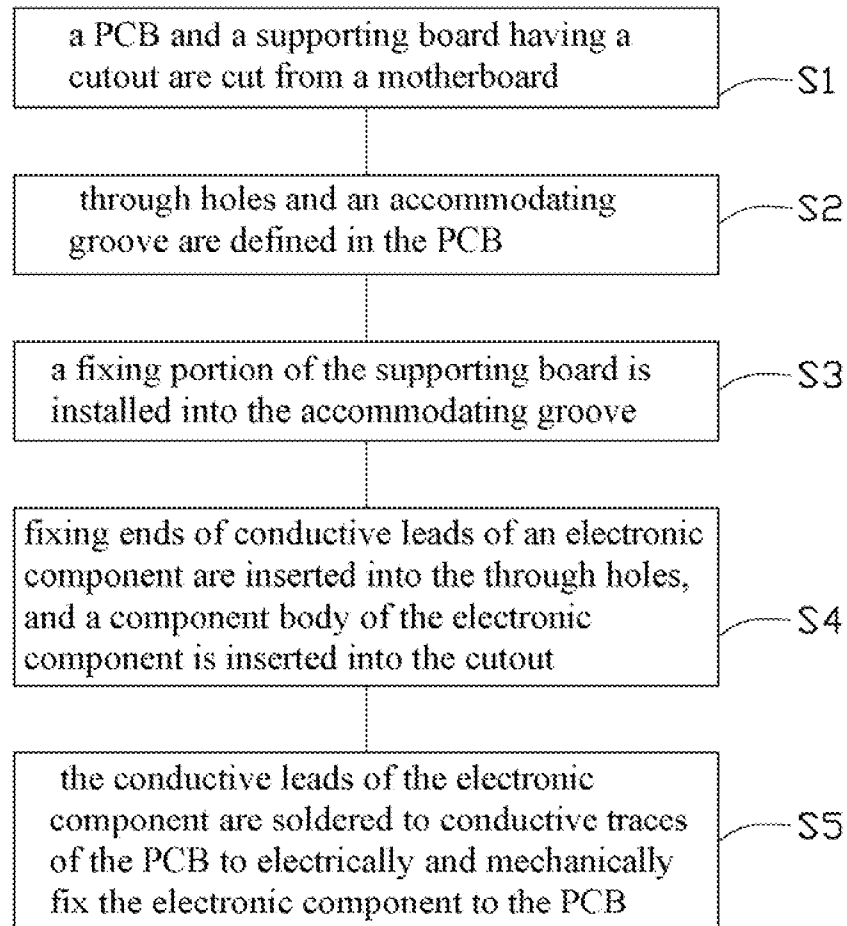 a PCB and a supporting board having a
cutout are cut from a motherboard
S1
through holes and an accommodating
groove are defined in the PCB
S2
a fixing portion of the supporting board is
installed into the accommodating groove
S3
fixing ends of conductive leads of an electronic
component are inserted into the through holes,
and a component body of the electronic
component is inserted into the cutout
S4
the conductive leads of the electronic
component are soldered to conductive traces
of the PCB to electrically and mechanically
fix the electronic component to the PCB
S5